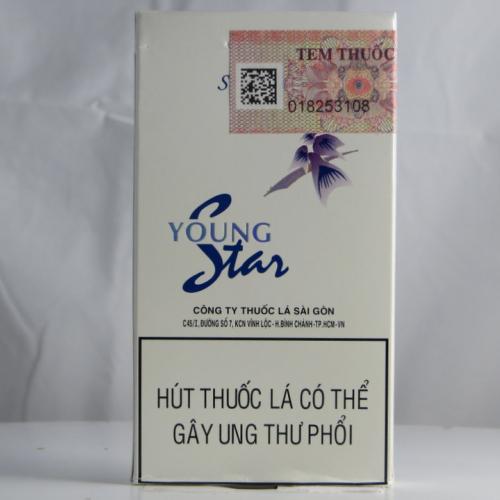 TEM THUỐC
018253108
YOUNG
Star
CÔNG TY THUỐC LÁ SÀI GÒN
C45/I, ĐƯỜNG SỐ 7, KCN VĨNH LỘC - H.BÌNH CHÁNH-TP.HCM-VN
HÚT THUỐC LÁ CÓ THỂ
GÂY UNG THƯ PHỔI